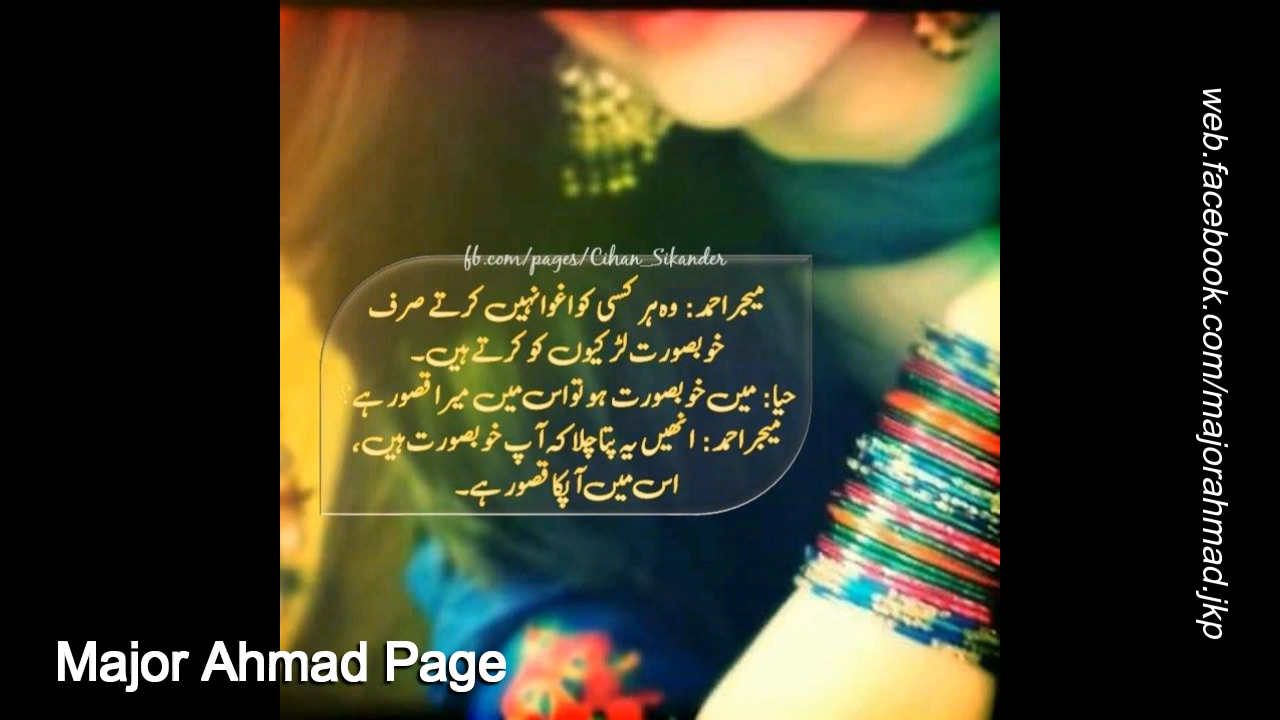 fb.com/pages/Cihan_Sikander
میجر احمد: وہ ہر کسی کو اغوا نہیں کرتے صرف
خوبصورت لڑکیوں کو کرتے ہیں۔
حیا: میں خوبصورت ہو تو اس میں میرا قصور ہے؟
میجر احمد: انھیں یہ پتا چلا کہ آپ خوبصورت ہیں،
اس میں آپکا قصور ہے۔
Major Ahmad Page
web.facebook.com/majorahmad.jkp